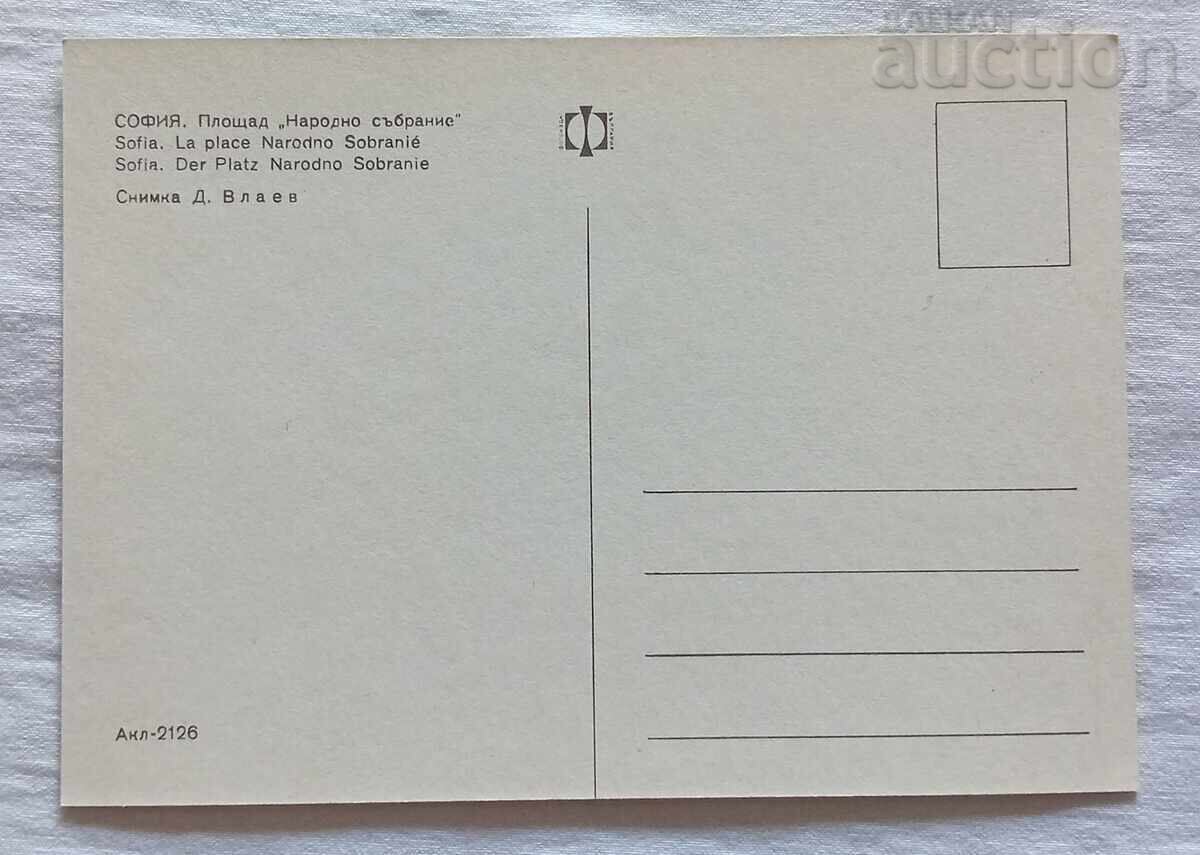 BALKAN
auction
СОФИЯ. Площад „Народно събрание"
Sofia. La place Narodno Sobranié
Sofia. Der Platz Narodno Sobranie
Снимка Д. Влаев
Акл-2126